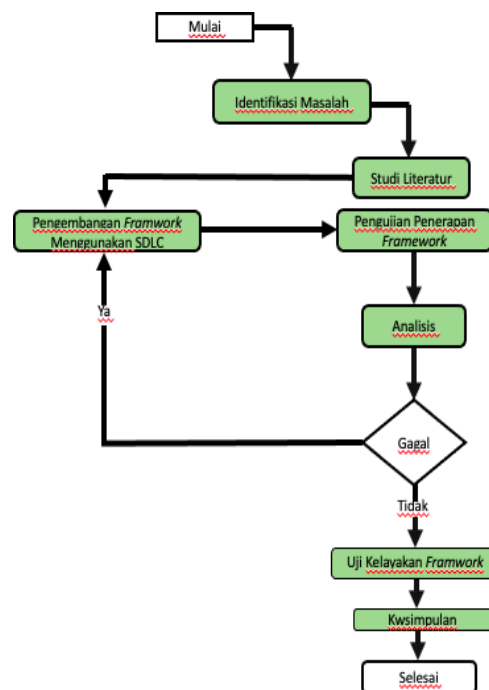 Mulai
Identifikasi Masalah
Studi Literatur
Pengembangan Framwork
Menggunakan SDLC
Pengujian Penerapan
Framework
Ya
Analisis
Gagal
Tidak
Uji Kelayakan Framwork
Kwsimpulan
Selesai